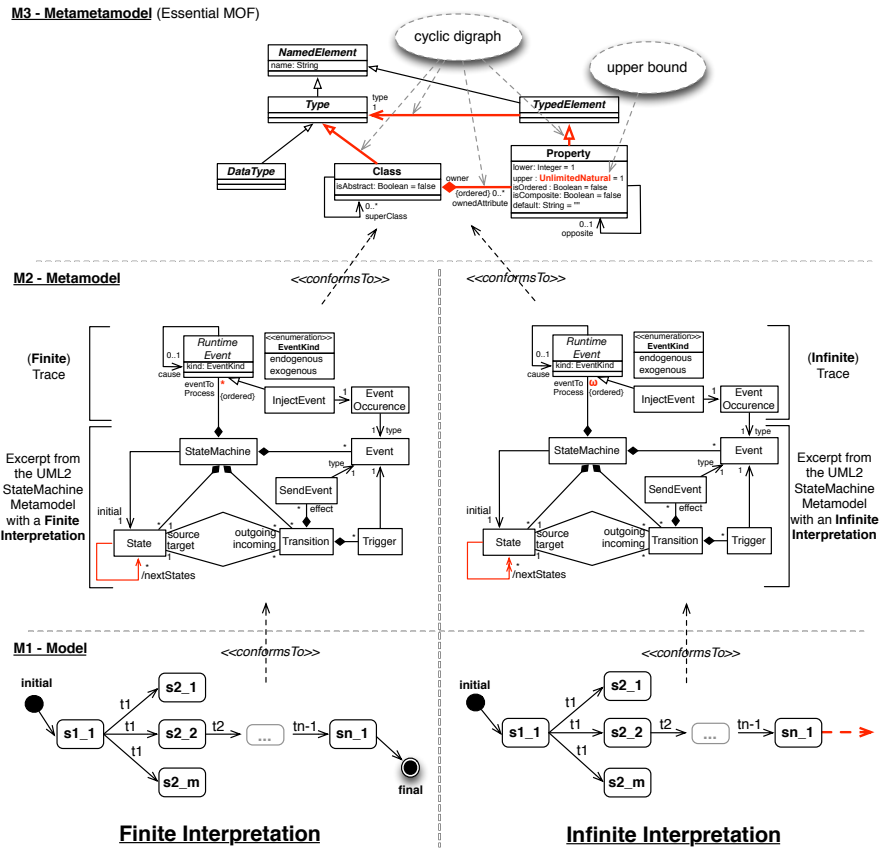 M3 - Metametamodel (Essential MOF)
cyclic digraph
upper bound
NamedElement
name: String
Type
type
1
TypedElement
DataType
Class
isAbstract: Boolean = false
0..*
superClass
owner
{ordered} 0..*
ownedAttribute
Property
lower: Integer = 1
upper : UnlimitedNatural = 1
isOrdered : Boolean = false
isComposite: Boolean = false
default: String = ""
0..1
opposite
M2 - Metamodel
<<conformsTo>>
<<conformsTo>>
(Finite)
Trace
Runtime
Event
kind: EventKind
0..1
cause
<<enumeration>>
EventKind
endogenous
exogenous
eventTo
Process
*
{ordered}
InjectEvent
1
Event
Occurence
1
type
Excerpt from
the UML2
StateMachine
Metamodel
with a Finite
Interpretation
StateMachine
*
Event
type
1
1
SendEvent
*
effect
initial
1
*
1
source
target
1
State
*
/nextStates
outgoing
incoming
*
*
*
*
Transition
*
Trigger
Runtime
Event
kind: EventKind
0..1
cause
<<enumeration>>
EventKind
endogenous
exogenous
(Infinite)
Trace
eventTo
Process
ω
{ordered}
InjectEvent
1
Event
Occurence
1
type
StateMachine
*
Event
type
1
1
SendEvent
*
effect
Excerpt from
the UML2
StateMachine
Metamodel
with an Infinite
Interpretation
initial
1
*
1
source
target
1
State
*
/nextStates
outgoing
incoming
*
*
*
*
Transition
*
Trigger
M1 - Model
<<conformsTo>>
<<conformsTo>>
initial
s1_1
t1
s2_1
t1
s2_2
t1
s2_m
t2
...
tn-1
sn_1
final
Finite Interpretation
initial
s1_1
t1
s2_1
t1
s2_2
t1
s2_m
t2
...
tn-1
sn_1
Infinite Interpretation